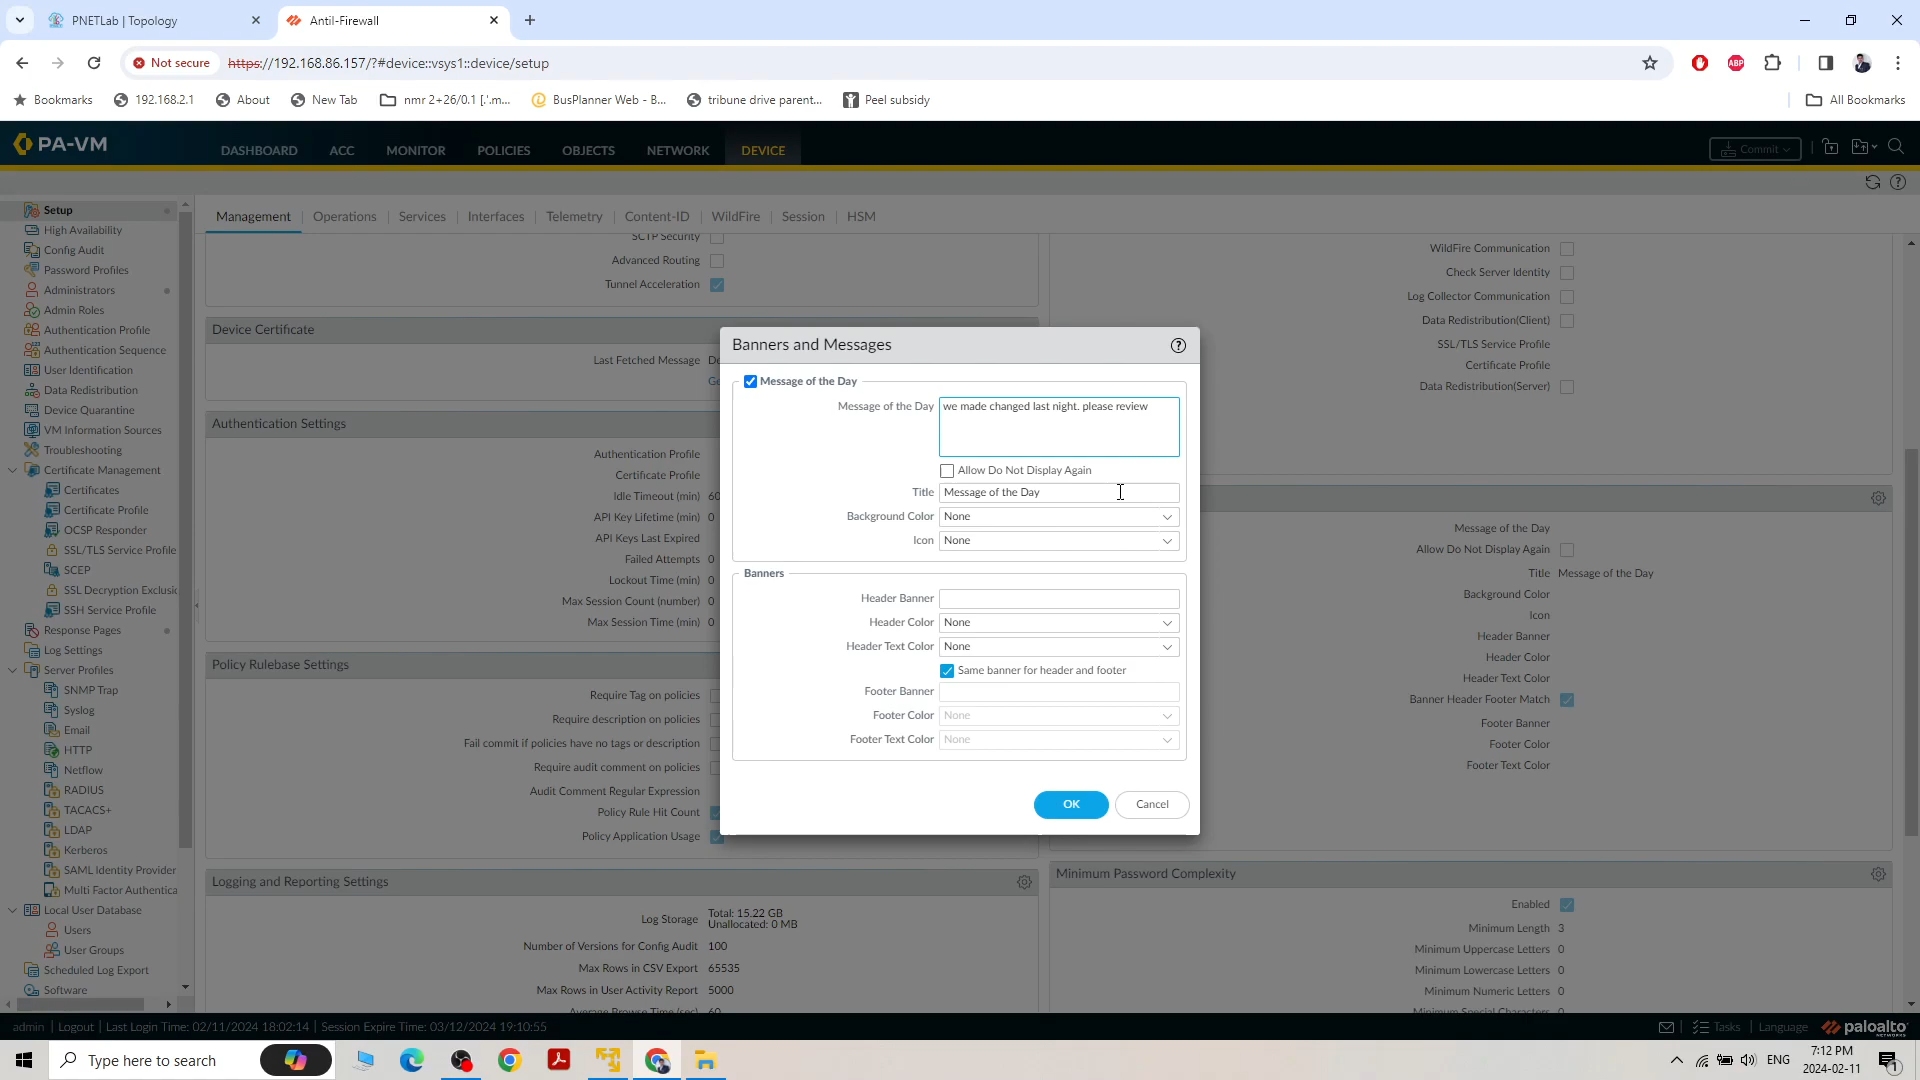 PNETLab | Topology
Antil-Firewall
Not secure
https://192.168.86.157/?#device::vsys1::device/setup
ABP
Bookmarks
192.168.2.1
About
New Tab
nmr 2+26/0.1 [.'.m...
BusPlanner Web - B...
tribune drive parent...
Peel subsidy
All Bookmarks
PA-VM
DASHBOARD
ACC
MONITOR
POLICIES
OBJECTS
NETWORK
DEVICE
Commit
Setup
High Availability
Config Audit
Password Profiles
Administrators
Admin Roles
Authentication Profile
Authentication Sequence
User Identification
Data Redistribution
Device Quarantine
VM Information Sources
Troubleshooting
Certificate Management
Certificates
Certificate Profile
OCSP Responder
SSL/TLS Service Profile
SCEP
SSL Decryption Exclusio
SSH Service Profile
Response Pages
Log Settings
Server Profiles
SNMP Trap
Syslog
Email
HTTP
Netflow
RADIUS
TACACS+
LDAP
Kerberos
SAML Identity Provider
Multi Factor Authentica
Local User Database
Users
User Groups
Scheduled Log Export
Software
Management
Operations
Services
Interfaces
Telemetry
Content-ID
WildFire
Session
HSM
SCTP Security
Advanced Routing
Tunnel Acceleration
Device Certificate
Last Fetched Message De
Ge
Authentication Settings
Authentication Profile
Certificate Profile
Idle Timeout (min) 60
API Key Lifetime (min) 0
API Keys Last Expired
Failed Attempts 0
Lockout Time (min) 0
Max Session Count (number) 0
Max Session Time (min) 0
Policy Rulebase Settings
Require Tag on policies
Require description on policies
Fail commit if policies have no tags or description
Require audit comment on policies
Audit Comment Regular Expression
Policy Rule Hit Count
Policy Application Usage
Logging and Reporting Settings
Log Storage Total: 15.22 GB
Unallocated: 0 MB
Number of Versions for Config Audit 100
Max Rows in CSV Export 65535
Max Rows in User Activity Report 5000
Average Browse Time (sec) 60
Banners and Messages
Message of the Day
Message of the Day we made changed last night. please review
Allow Do Not Display Again
Title Message of the Day
Background Color None
Icon None
Banners
Header Banner
Header Color None
Header Text Color None
Same banner for header and footer
Footer Banner
Footer Color None
Footer Text Color None
OK
Cancel
WildFire Communication
Check Server Identity
Log Collector Communication
Data Redistribution(Client)
SSL/TLS Service Profile
Certificate Profile
Data Redistribution(Server)
Message of the Day
Allow Do Not Display Again
Title Message of the Day
Background Color
Icon
Header Banner
Header Color
Header Text Color
Banner Header Footer Match
Footer Banner
Footer Color
Footer Text Color
Minimum Password Complexity
Enabled
Minimum Length 3
Minimum Uppercase Letters 0
Minimum Lowercase Letters 0
Minimum Numeric Letters 0
Minimum Special Characters 0
admin | Logout | Last Login Time: 02/11/2024 18:02:14 | Session Expire Time: 03/12/2024 19:10:55
Tasks
Language
paloalto
NETWORKS
Type here to search
ENG
7:12 PM
2024-02-11
1